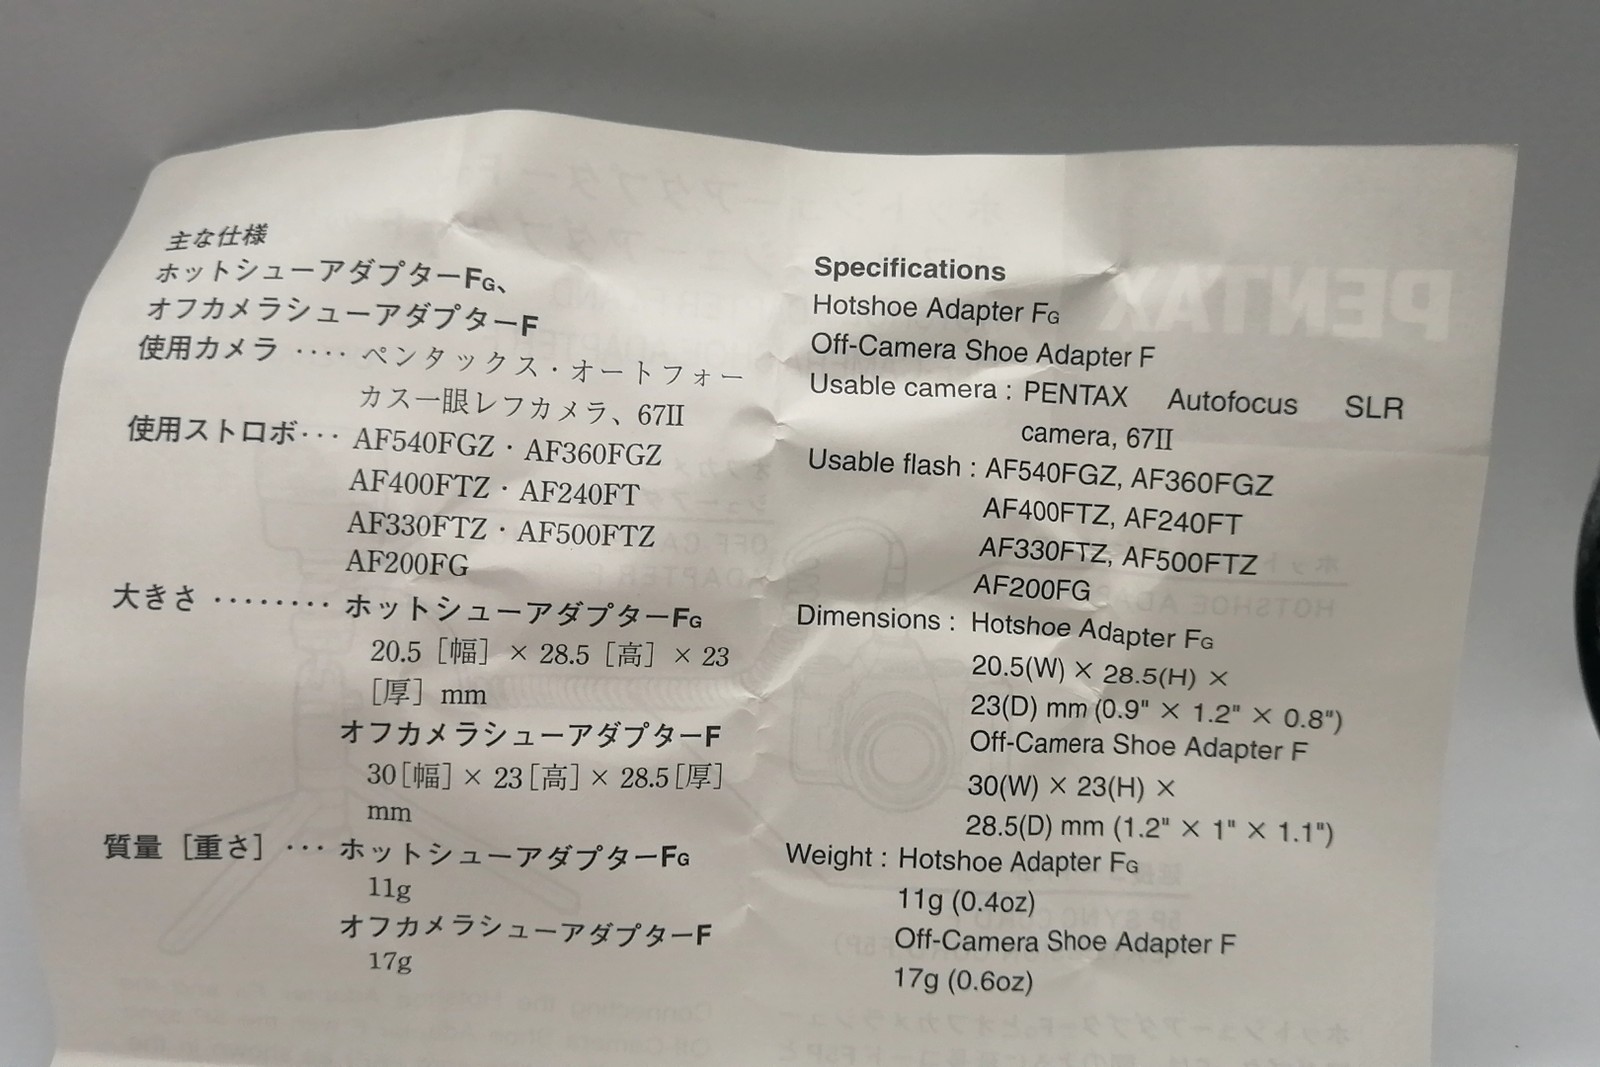 主な仕様
ホットシューアダプターFG、
オフカメラシューアダプターF
使用カメラ ···· ペンタックス・オートフォー
カス一眼レフカメラ、67II
使用ストロボ··· AF540FGZ・AF360FGZ
AF400FTZ・AF240FT
AF330FTZ・AF500FTZ
AF200FG
大きさ ········ ホットシューアダプターFG
20.5［幅］× 28.5［高］× 23
［厚］mm
オフカメラシューアダプターF
30［幅］× 23［高］× 28.5［厚］
mm
質量［重さ］··· ホットシューアダプターFG
11g
オフカメラシューアダプターF
17g
Specifications
Hotshoe Adapter FG
Off-Camera Shoe Adapter F
Usable camera : PENTAX Autofocus SLR
camera, 67II
Usable flash : AF540FGZ, AF360FGZ
AF400FTZ, AF240FT
AF330FTZ, AF500FTZ
AF200FG
Dimensions : Hotshoe Adapter FG
20.5(W) × 28.5(H) ×
23(D) mm (0.9" × 1.2" × 0.8")
Off-Camera Shoe Adapter F
30(W) × 23(H) ×
28.5(D) mm (1.2" × 1" × 1.1")
Weight : Hotshoe Adapter FG
11g (0.4oz)
Off-Camera Shoe Adapter F
17g (0.6oz)
PENTAX